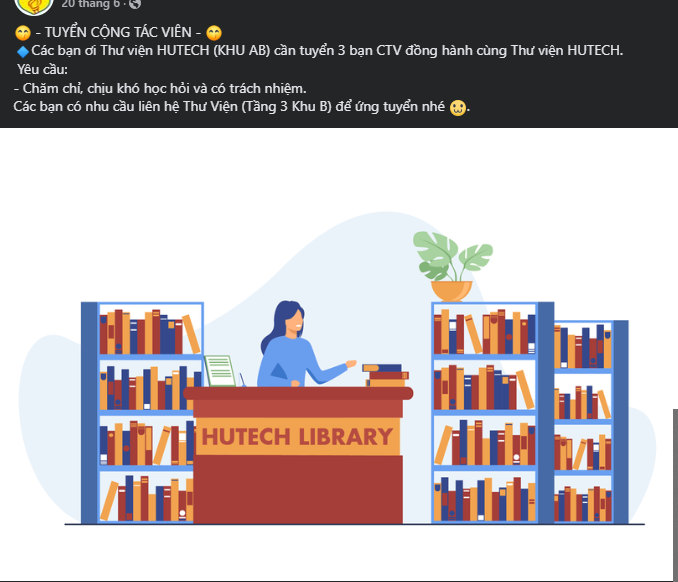 20 tháng 6 ·
😁 - TUYỂN CỘNG TÁC VIÊN - 😁
🔷Các bạn ơi Thư viện HUTECH (KHU AB) cần tuyển 3 bạn CTV đồng hành cùng Thư viện HUTECH.
Yêu cầu:
- Chăm chỉ, chịu khó học hỏi và có trách nhiệm.
Các bạn có nhu cầu liên hệ Thư Viện (Tầng 3 Khu B) để ứng tuyển nhé 🥴.
HUTECH LIBRARY